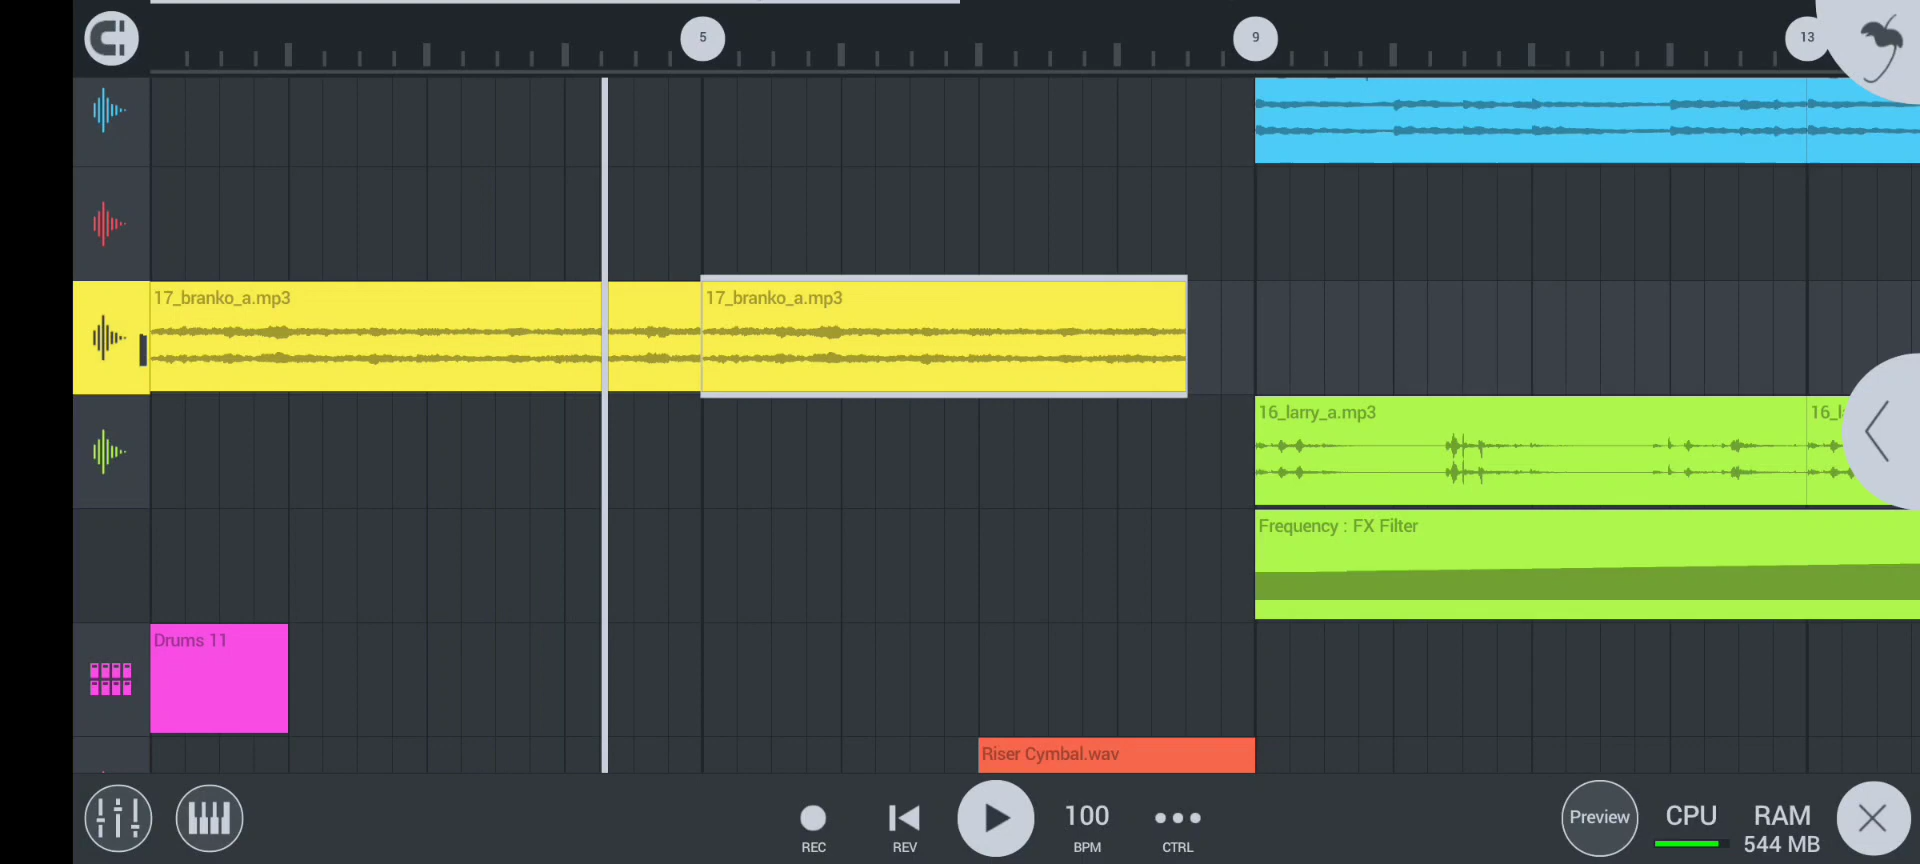 5
9
13
17_branko_a.mp3
17_branko_a.mp3
16_larry_a.mp3
16_l
Frequency : FX Filter
Drums 11
Riser Cymbal.wav
REC
REV
100
BPM
CTRL
Preview
CPU
RAM
544 MB